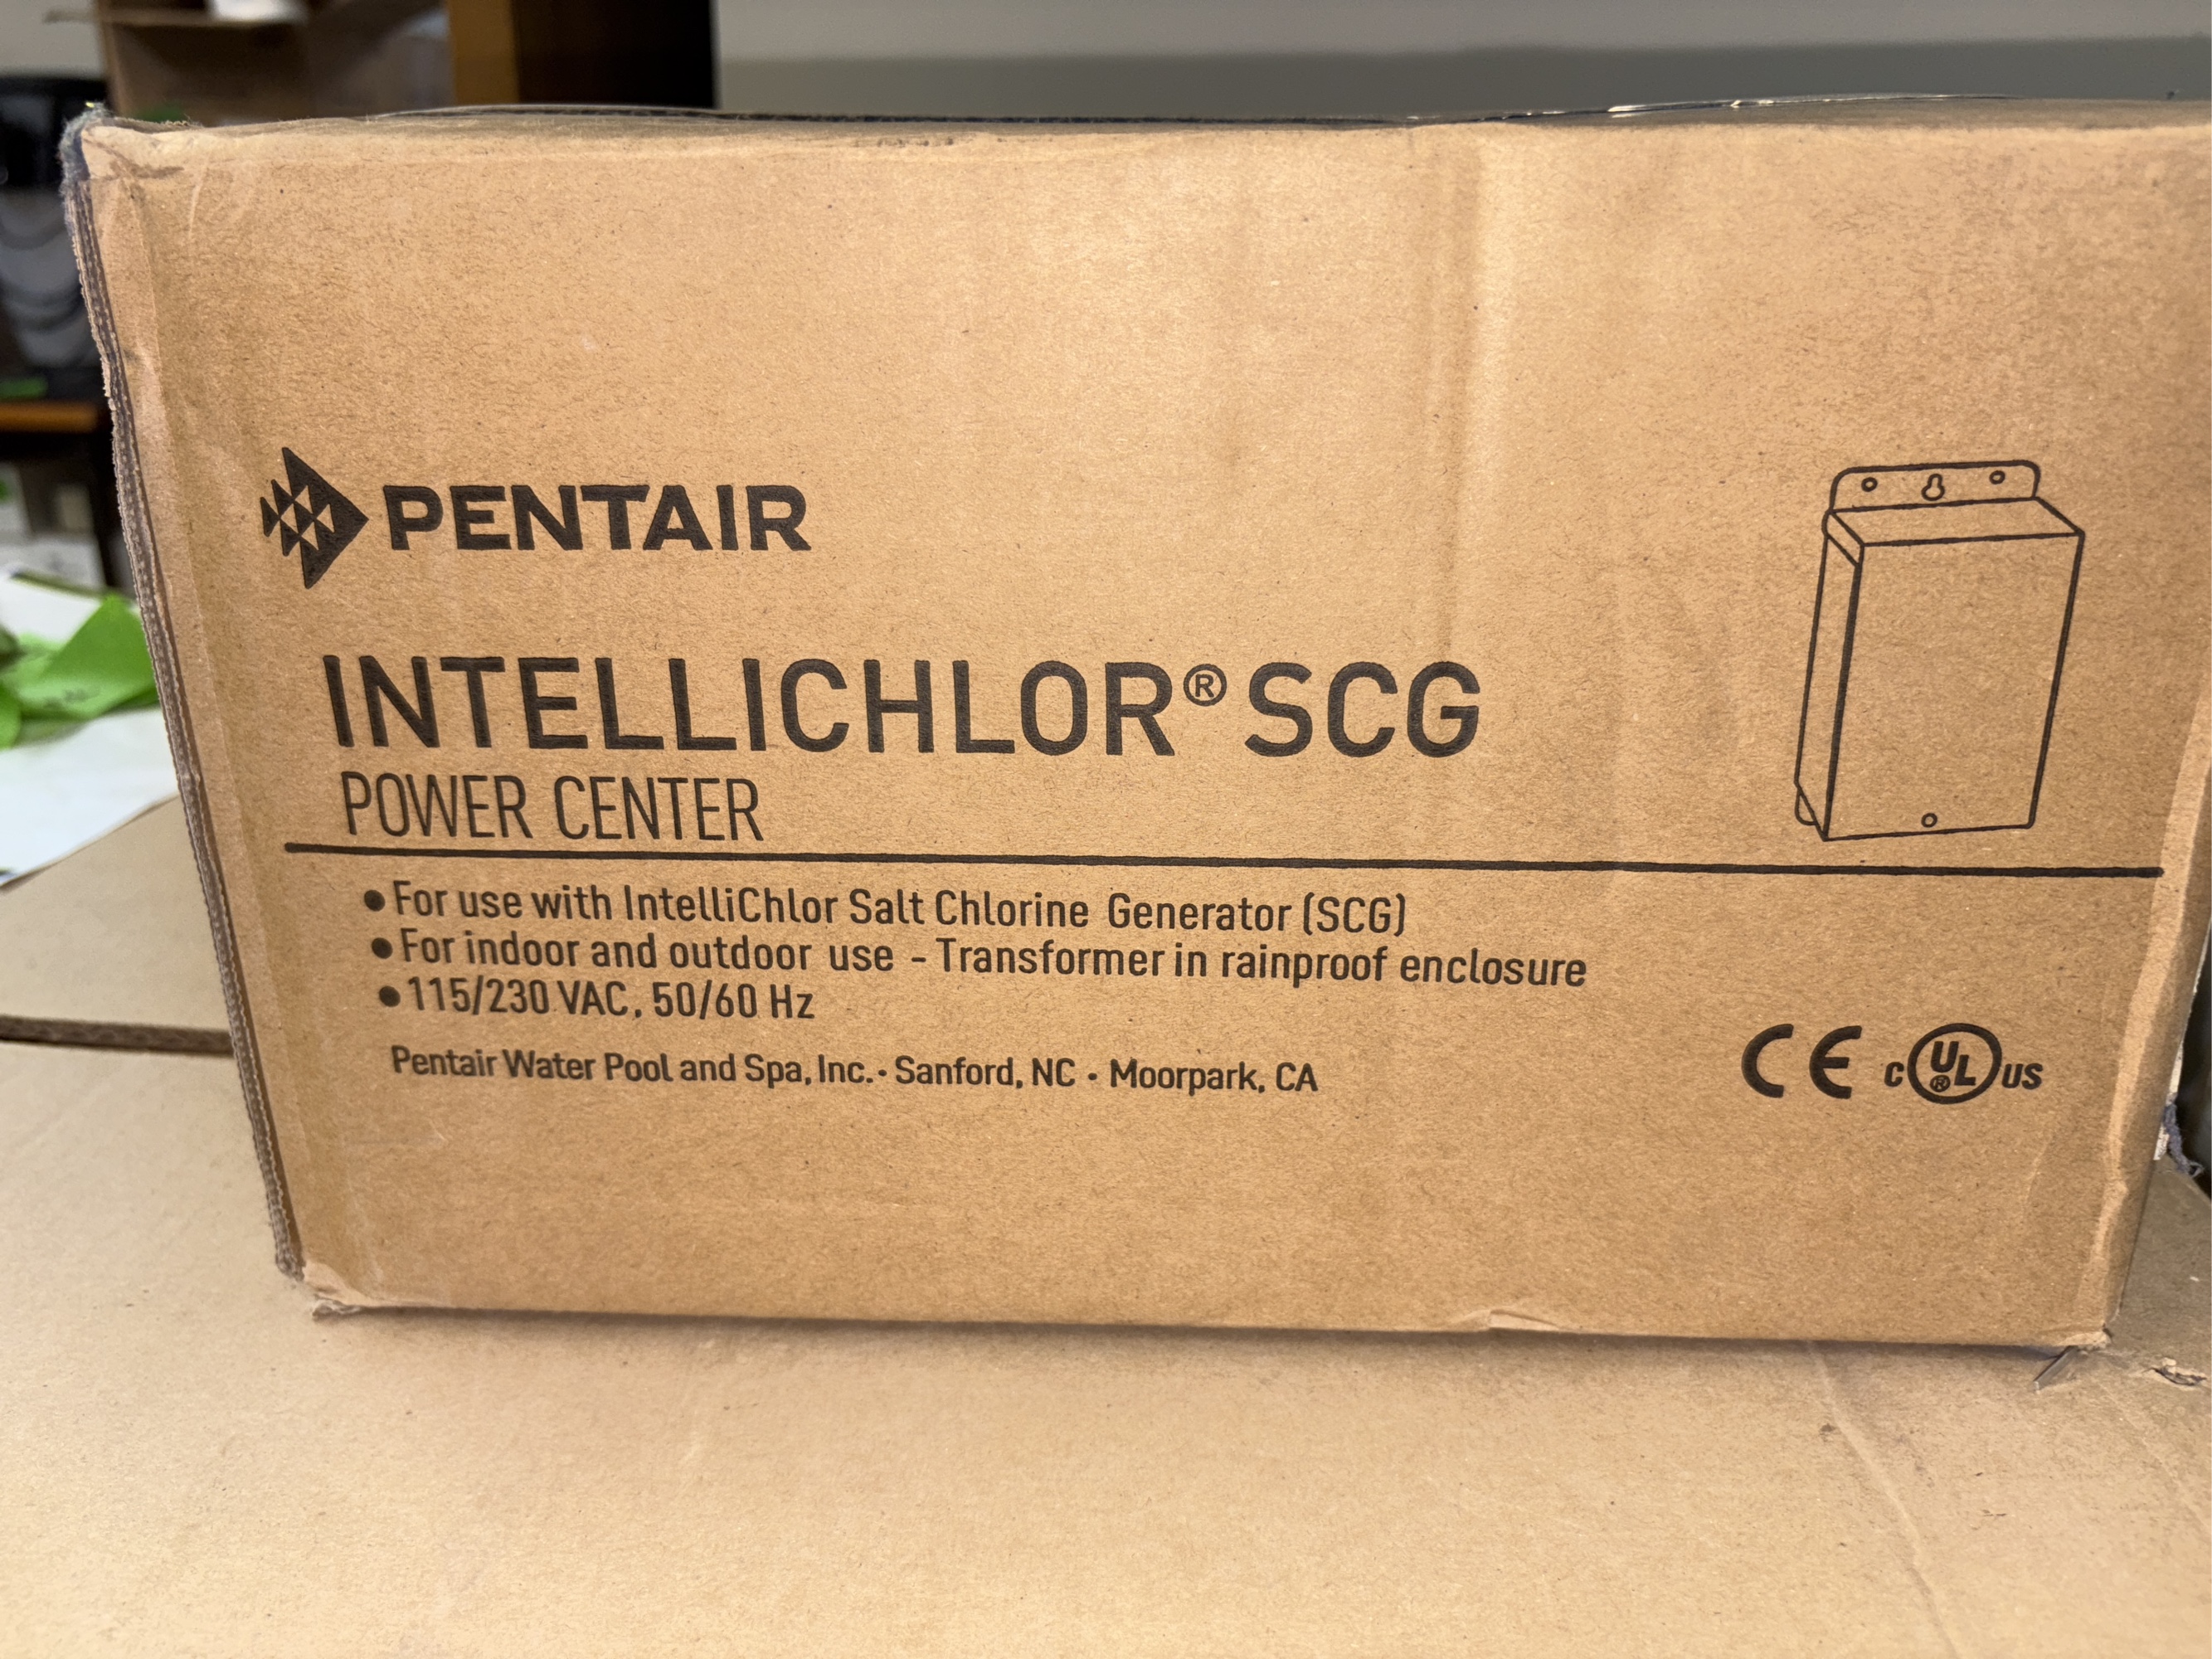 PENTAIR
INTELLICHLOR® SCG
POWER CENTER
• For use with IntelliChlor Salt Chlorine Generator (SCG)
• For indoor and outdoor use - Transformer in rainproof enclosure
• 115/230 VAC, 50/60 Hz
Pentair Water Pool and Spa, Inc. • Sanford, NC • Moorpark, CA
CE c UL® US